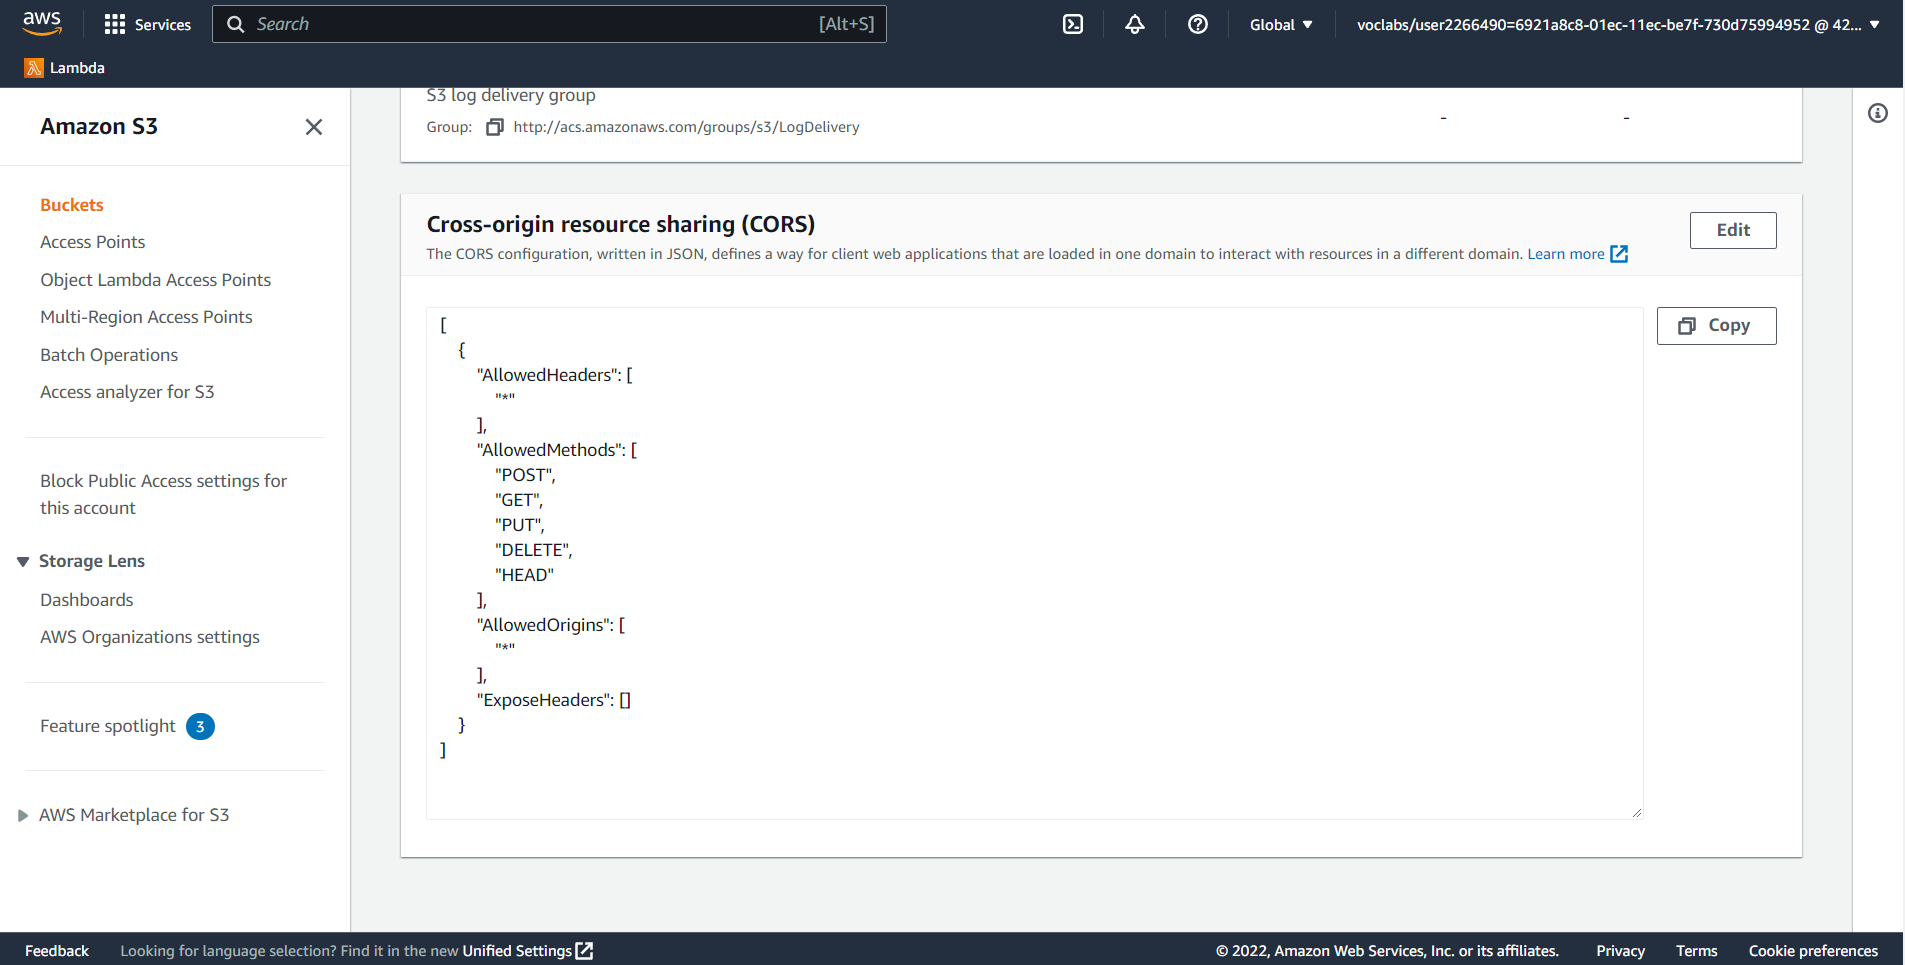 aws
Services
Search [Alt+S]
Global
voclabs/user2266490=6921a8c8-01ec-11ec-be7f-730d75994952 @ 42...
Lambda
Amazon S3
Buckets
Access Points
Object Lambda Access Points
Multi-Region Access Points
Batch Operations
Access analyzer for S3
Block Public Access settings for
this account
Storage Lens
Dashboards
AWS Organizations settings
Feature spotlight 3
AWS Marketplace for S3
S3 log delivery group
Group: http://acs.amazonaws.com/groups/s3/LogDelivery
- -
Cross-origin resource sharing (CORS)
Edit
The CORS configuration, written in JSON, defines a way for client web applications that are loaded in one domain to interact with resources in a different domain. Learn more
Copy
[
{
"AllowedHeaders": [
"*"
],
"AllowedMethods": [
"POST",
"GET",
"PUT",
"DELETE",
"HEAD"
],
"AllowedOrigins": [
"*"
],
"ExposeHeaders": []
}
]
Feedback Looking for language selection? Find it in the new Unified Settings
© 2022, Amazon Web Services, Inc. or its affiliates. Privacy Terms Cookie preferences